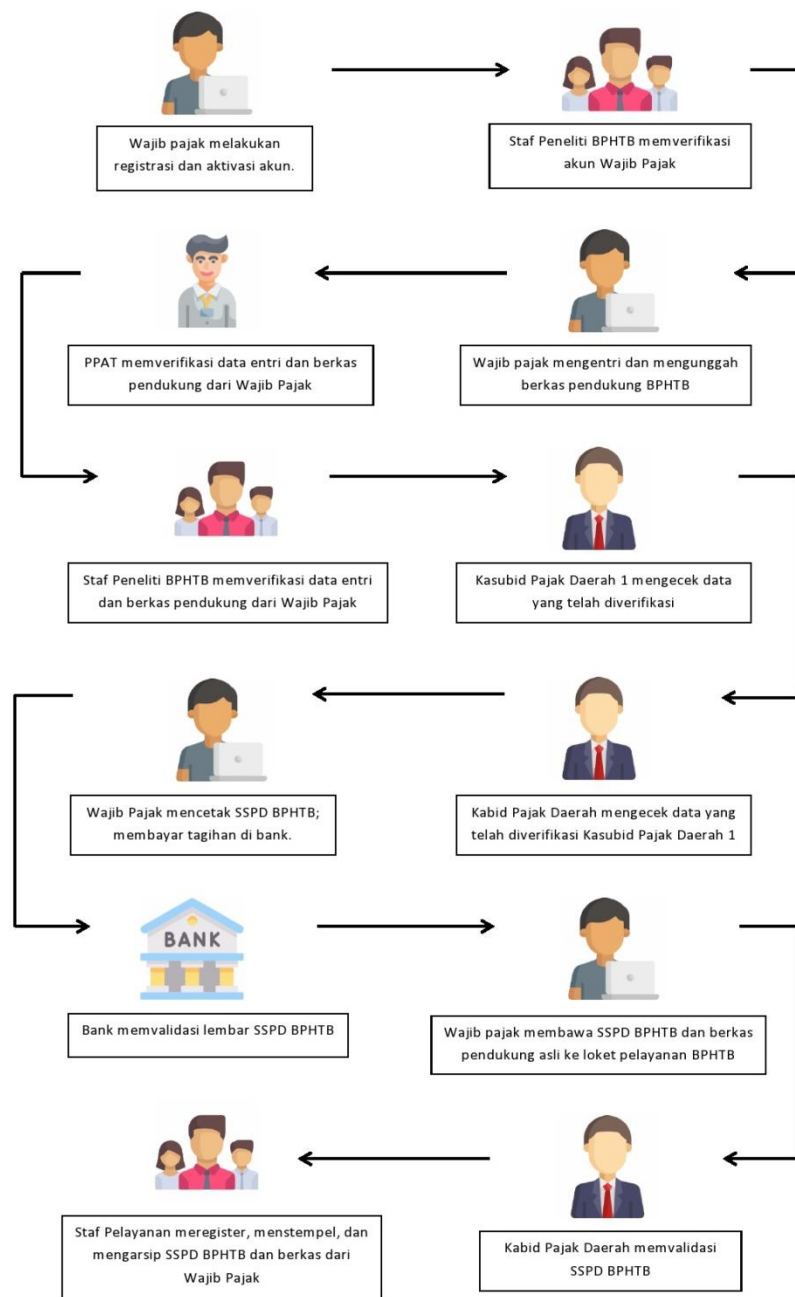 Wajib pajak melakukan
registrasi dan aktivasi akun.
Staf Peneliti BPHTB memverifikasi
akun Wajib Pajak
Wajib pajak mengentri dan mengunggah
berkas pendukung BPHTB
PPAT memverifikasi data entri dan berkas
pendukung dari Wajib Pajak
Staf Peneliti BPHTB memverifikasi data entri
dan berkas pendukung dari Wajib Pajak
Kasubid Pajak Daerah 1 mengecek data
yang telah diverifikasi
Kabid Pajak Daerah mengecek data yang
telah diverifikasi Kasubid Pajak Daerah 1
Wajib Pajak mencetak SSPD BPHTB;
membayar tagihan di bank.
BANK
Bank memvalidasi lembar SSPD BPHTB
Wajib pajak membawa SSPD BPHTB dan berkas
pendukung asli ke loket pelayanan BPHTB
Kabid Pajak Daerah memvalidasi
SSPD BPHTB
Staf Pelayanan meregister, menstempel, dan
mengarsip SSPD BPHTB dan berkas dari
Wajib Pajak